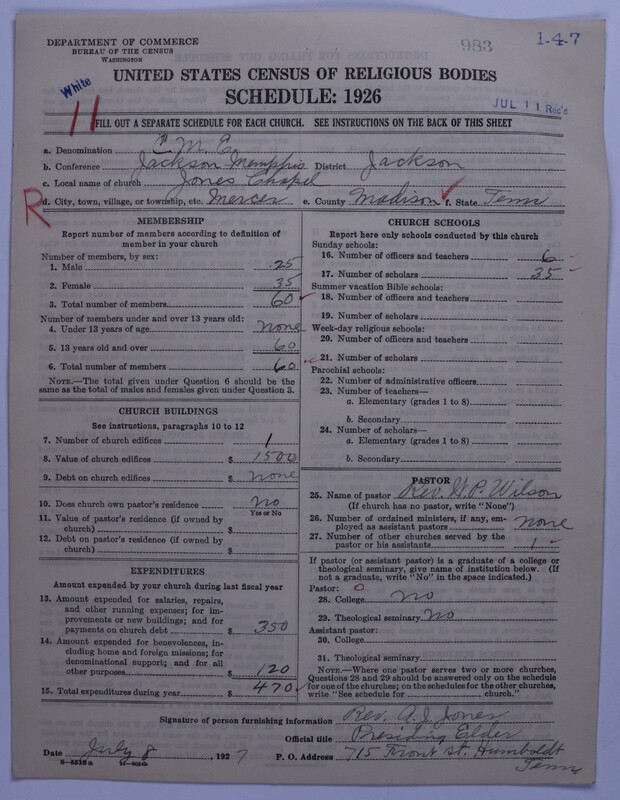 DEPARTMENT OF COMMERCE
BUREAU OF THE CENSUS
WASHINGTON
983
1-4-7
White
UNITED STATES CENSUS OF RELIGIOUS BODIES
SCHEDULE: 1926
JUL 11 Rec'd
11
FILL OUT A SEPARATE SCHEDULE FOR EACH CHURCH. SEE INSTRUCTIONS ON THE BACK OF THIS SHEET
a. Denomination C. M. E.
b. Conference Jackson Memphis District Jackson
c. Local name of church Jones Chapel
R
d. City, town, village, or township, etc. Mercer e. County Madison f. State Tenn
MEMBERSHIP
Report number of members according to definition of
member in your church
Number of members, by sex:
1. Male 25
2. Female 35
3. Total number of members 60
Number of members under and over 13 years old:
4. Under 13 years of age None
5. 13 years old and over 60
6. Total number of members 60
NOTE.—The total given under Question 6 should be the
same as the total of males and females given under Question 3.
CHURCH BUILDINGS
See instructions, paragraphs 10 to 12
7. Number of church edifices 1
8. Value of church edifices $ 1500
9. Debt on church edifices $ none
10. Does church own pastor's residence No
Yes or No
11. Value of pastor's residence (if owned by
church) $
12. Debt on pastor's residence (if owned by
church) $
EXPENDITURES
Amount expended by your church during last fiscal year
13. Amount expended for salaries, repairs,
and other running expenses; for im-
provements or new buildings; and for
payments on church debt $ 350
14. Amount expended for benevolences, in-
cluding home and foreign missions; for
denominational support; and for all
other purposes $ 120
15. Total expenditures during year $ 470
CHURCH SCHOOLS
Report here only schools conducted by this church
Sunday schools:
16. Number of officers and teachers 6
17. Number of scholars 35
Summer vacation Bible schools:
18. Number of officers and teachers
19. Number of scholars
Week-day religious schools:
20. Number of officers and teachers
21. Number of scholars
Parochial schools:
22. Number of administrative officers
23. Number of teachers—
a. Elementary (grades 1 to 8)
b. Secondary
24. Number of scholars—
a. Elementary (grades 1 to 8)
b. Secondary
PASTOR
25. Name of pastor Rev. W. P. Wilson
(If church has no pastor, write "None")
26. Number of ordained ministers, if any, em-
ployed as assistant pastors none
27. Number of other churches served by the
pastor or his assistants 1
If pastor (or assistant pastor) is a graduate of a college or
theological seminary, give name of institution below. (If
not a graduate, write "No" in the space indicated.)
Pastor: 0
28. College No
29. Theological seminary No
Assistant pastor:
30. College
31. Theological seminary
NOTE.—Where one pastor serves two or more churches,
Questions 28 and 29 should be answered only on the schedule
for one of the churches; on the schedules for the other churches,
write "See schedule for church."
Signature of person furnishing information Rev. A. J. Jones
Official title Presiding Elder
Date July 8, 1927 P. O. Address 715 Front St. Humboldt
Tenn